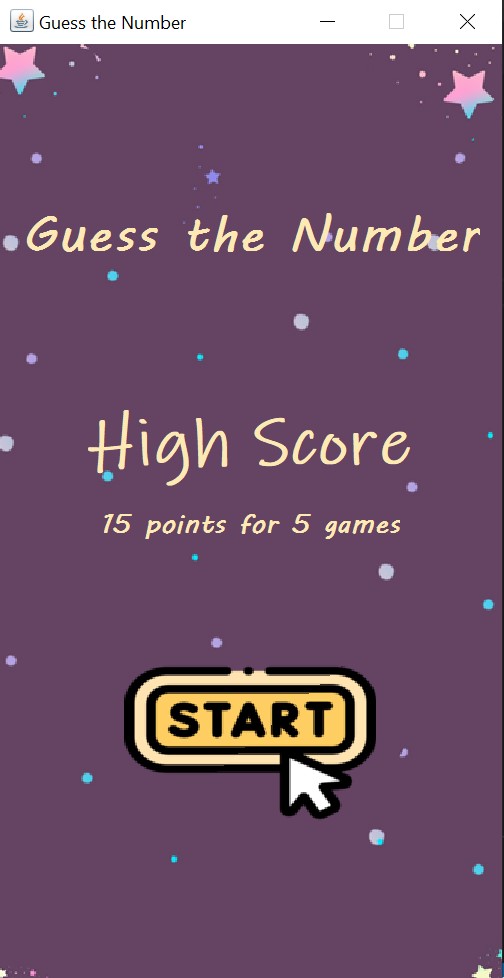 Guess the Number
Guess the Number
High Score
15 points for 5 games
START